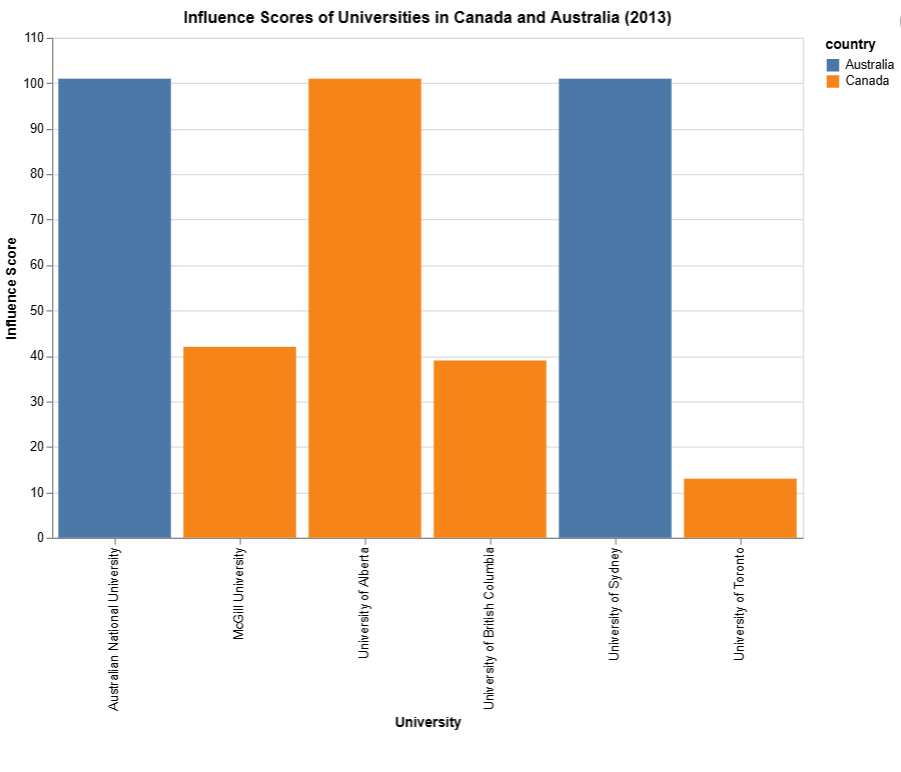 Influence Scores of Universities in Canada and Australia (2013)
country
Australia
Canada
Influence Score
110
100
90
80
70
60
50
40
30
20
10
0
Australian National University
McGill University
University of Alberta
University of British Columbia
University of Sydney
University of Toronto
University